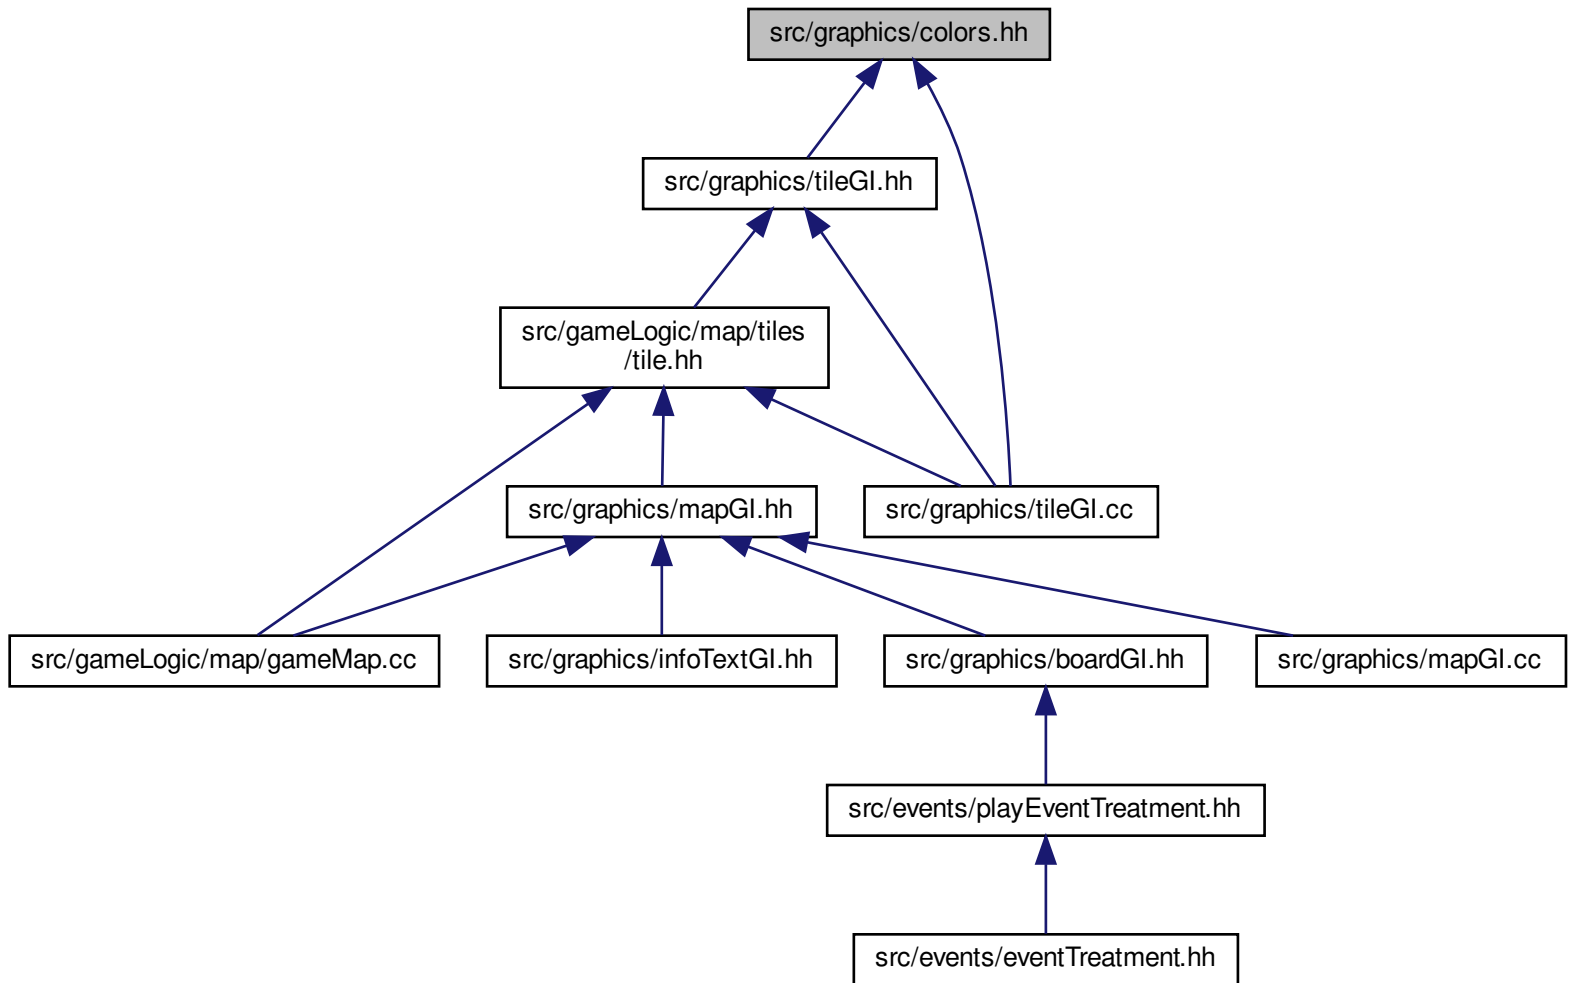 src/graphics/colors.hh
src/graphics/tileGI.hh
src/gameLogic/map/tiles
/tile.hh
src/graphics/mapGI.hh
src/graphics/tileGI.cc
src/gameLogic/map/gameMap.cc
src/graphics/infoTextGI.hh
src/graphics/boardGI.hh
src/graphics/mapGI.cc
src/events/playEventTreatment.hh
src/events/eventTreatment.hh